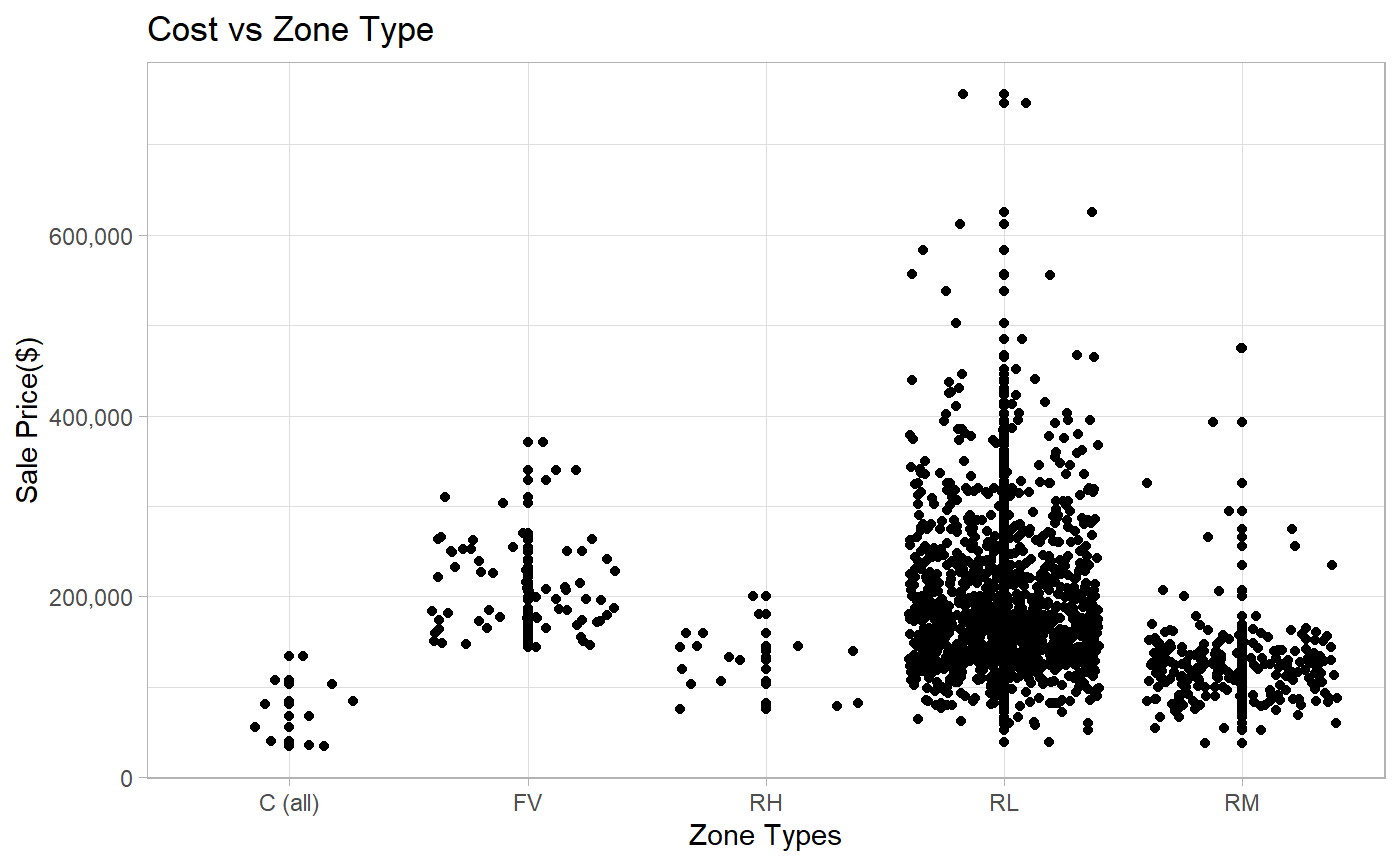 Cost vs Zone Type
Sale Price($)
600,000
400,000
200,000
0
C (all) FV RH RL RM
Zone Types